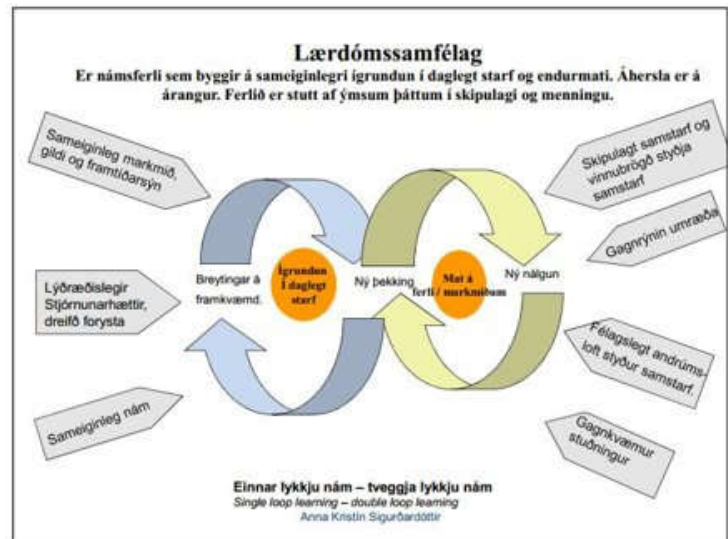 Lærdómssamfélag
Er námsferli sem byggir á sameiginlegri ígrundun í daglegt starf og endurmati. Áhersla er á
árangur. Ferlið er stutt af ýmsum þáttum í skipulagi og menningu.
Sameiginleg markmið,
gildi og framtíðarsýn
Skipulagt samstarf og
vinnubrögð styðja
samstarf
Gagnrýnin umræða
Breytingar á
framkvæmd.
Ígrundun
Í daglegt
starf
Ný þekking
Mat á
ferli / markmiðum
Ný nálgun
Lýðræðislegir
Stjórnunarhættir,
dreifð forysta
Félagslegt andrúms-
loft styður samstarf.
Sameiginleg nám
Gagnkvæmur
stuðningur
Einnar lykkju nám – tveggja lykkju nám
Single loop learning – double loop learning
Anna Kristín Sigurðardóttir